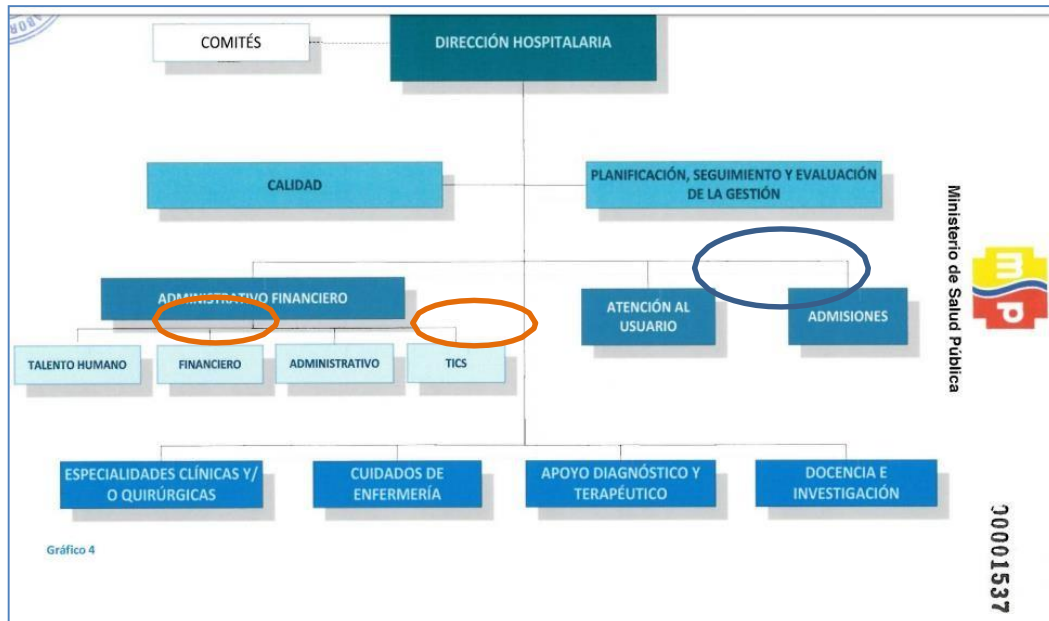 COMITÉS
DIRECCIÓN HOSPITALARIA
CALIDAD
PLANIFICACIÓN, SEGUIMIENTO Y EVALUACIÓN
DE LA GESTIÓN
ADMINISTRATIVO FINANCIERO
ATENCIÓN AL
USUARIO
ADMISIONES
TALENTO HUMANO
FINANCIERO
ADMINISTRATIVO
TICS
ESPECIALIDADES CLÍNICAS Y/
O QUIRÚRGICAS
CUIDADOS DE
ENFERMERÍA
APOYO DIAGNÓSTICO Y
TERAPÉUTICO
DOCENCIA E
INVESTIGACIÓN
Gráfico 4
Ministerio de Salud Pública
00001537